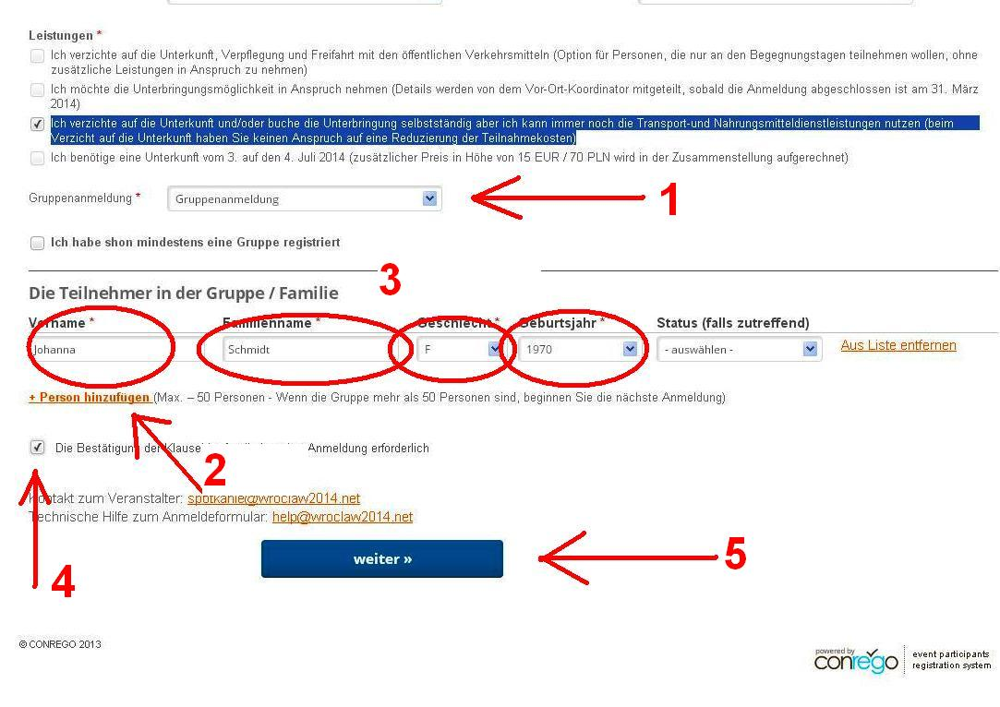 Leistungen *
Ich verzichte auf die Unterkunft, Verpflegung und Freifahrt mit den öffentlichen Verkehrsmitteln (Option für Personen, die nur an den Begegnungstagen teilnehmen wollen, ohne
zusätzliche Leistungen in Anspruch zu nehmen)
Ich möchte die Unterbringungsmöglichkeit in Anspruch nehmen (Details werden von dem Vor-Ort-Koordinator mitgeteilt, sobald die Anmeldung abgeschlossen ist am 31. März
2014)
Ich verzichte auf die Unterkunft und/oder buche die Unterbringung selbstständig aber ich kann immer noch die Transport-und Nahrungsmitteldienstleistungen nutzen (beim
Verzicht auf die Unterkunft haben Sie keinen Anspruch auf eine Reduzierung der Teilnahmekosten)
Ich benötige eine Unterkunft vom 3. auf den 4. Juli 2014 (zusätzlicher Preis in Höhe von 15 EUR / 70 PLN wird in der Zusammenstellung aufgerechnet)
Gruppenanmeldung * Gruppenanmeldung 1
Ich habe shon mindestens eine Gruppe registriert
3
Die Teilnehmer in der Gruppe / Familie
Vorname * Familienname * Geschlecht * Geburtsjahr * Status (falls zutreffend)
Johanna Schmidt F 1970 - auswählen - Aus Liste entfernen
+ Person hinzufügen (Max. – 50 Personen - Wenn die Gruppe mehr als 50 Personen sind, beginnen Sie die nächste Anmeldung)
Die Bestätigung der Klausel Anmeldung erforderlich
2
Kontakt zum Veranstalter: spotkanie@wroclaw2014.net
Technische Hilfe zum Anmeldeformular: help@wroclaw2014.net
weiter » 5
4
© CONREGO 2013
powered by
conrego
event participants
registration system